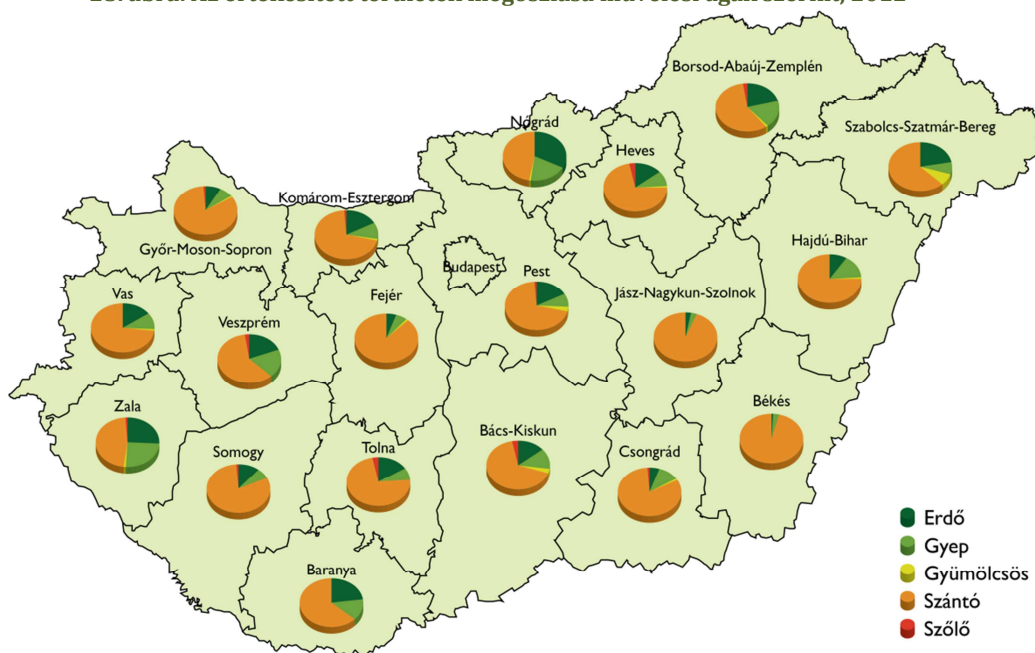 Borsod-Abaúj-Zemplén
Nógrád
Szabolcs-Szatmár-Bereg
Heves
Komárom-Esztergom
Győr-Moson-Sopron
Hajdú-Bihar
Budapest
Pest
Vas
Fejér
Jász-Nagykun-Szolnok
Veszprém
Zala
Békés
Bács-Kiskun
Tolna
Somogy
Csongrád
Baranya
Erdő
Gyep
Gyümölcsös
Szántó
Szőlő